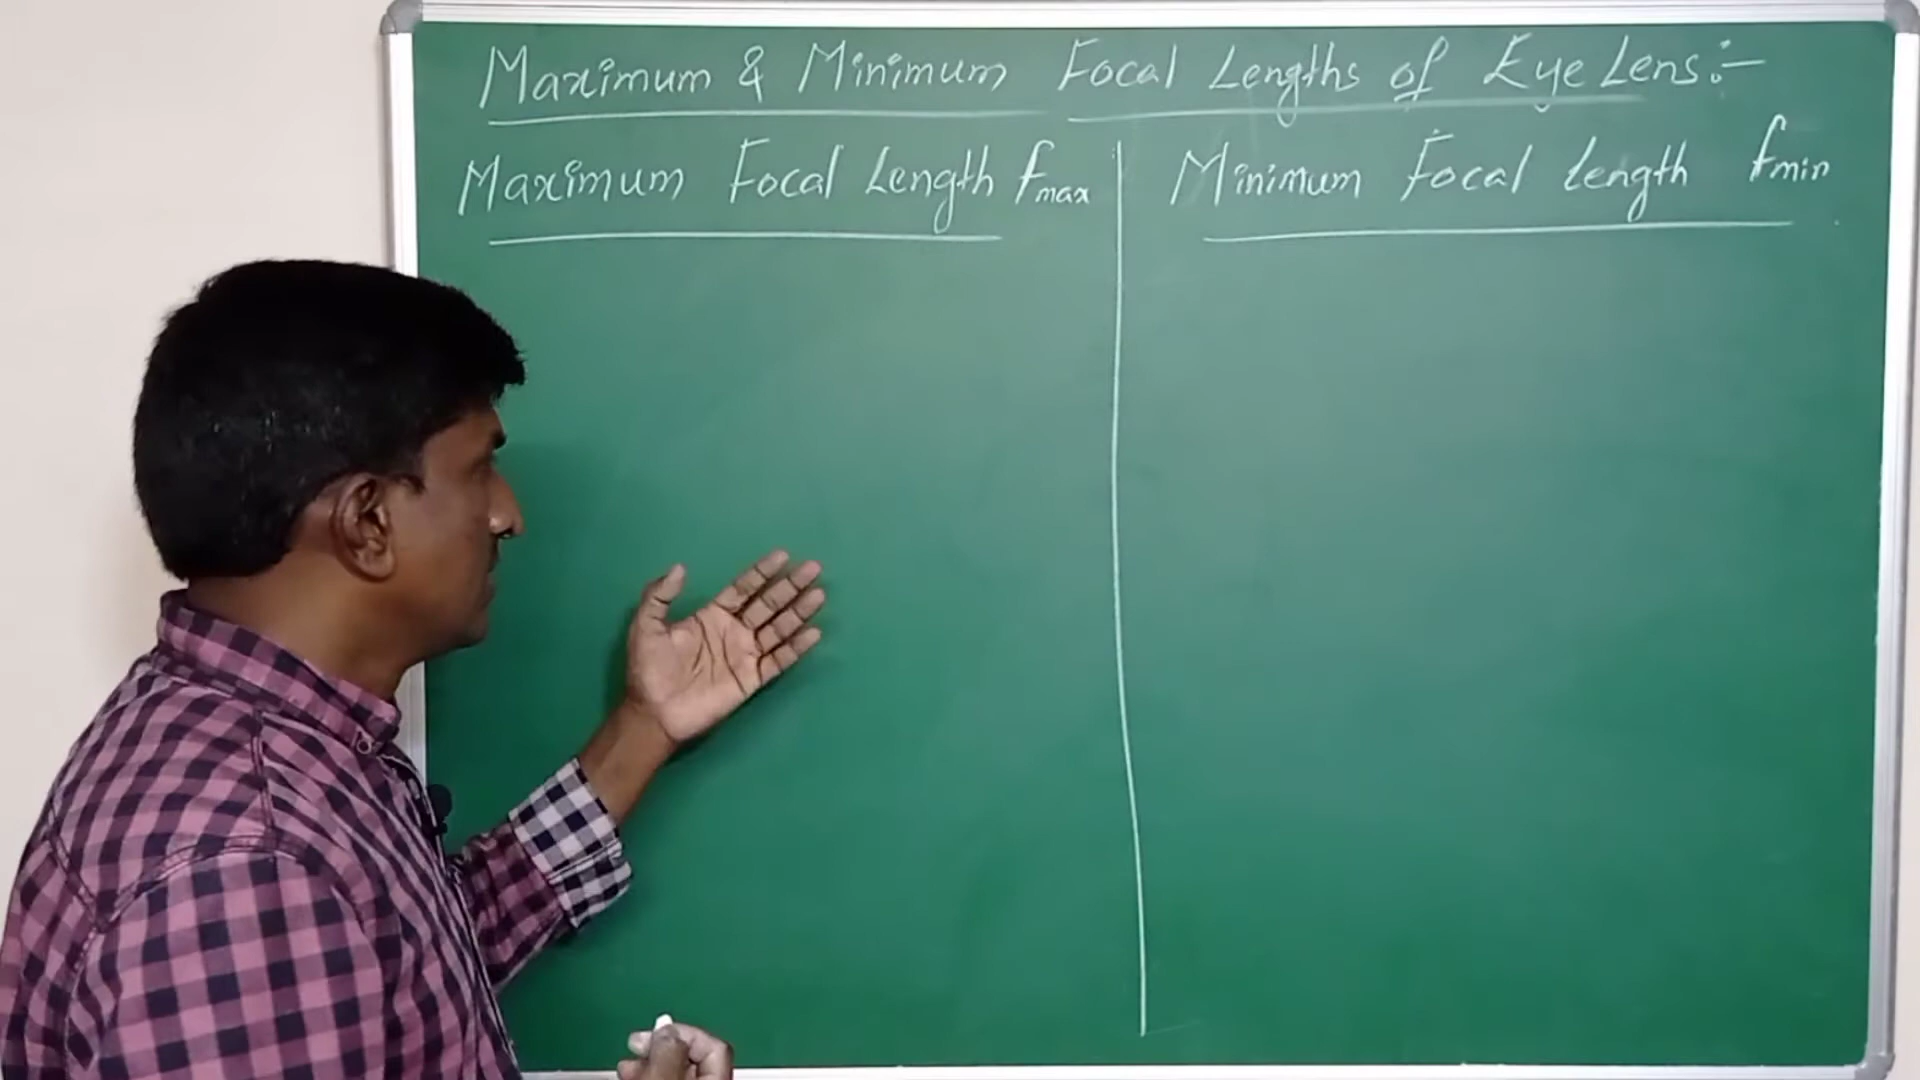 Maximum & Minimum Focal Lengths of Eye Lens:-
Maximum Focal Length fmax
Minimum Focal length fmin